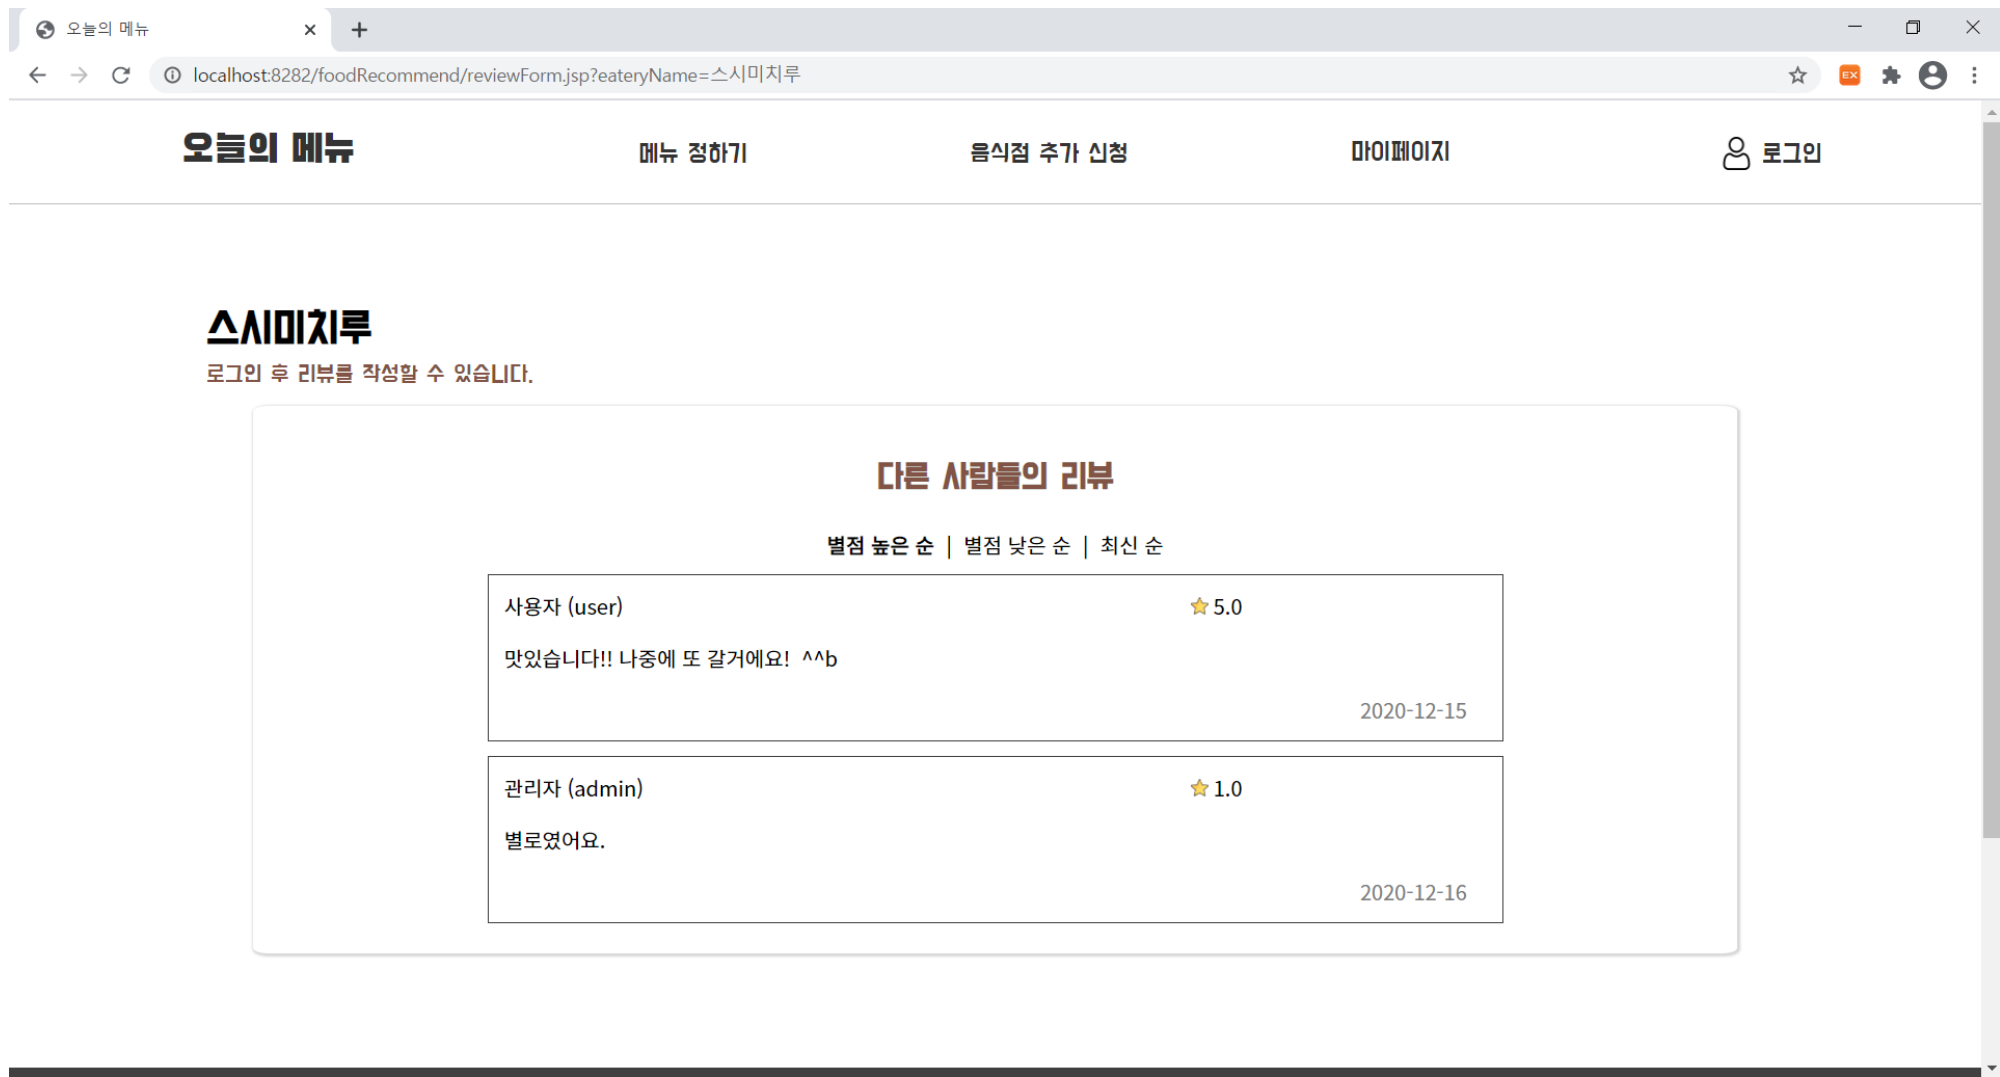 오늘의 메뉴
localhost:8282/foodRecommend/reviewForm.jsp?eateryName=스시미치루
EX
오늘의 메뉴 메뉴 정하기 음식점 추가 신청 마이페이지 로그인
스시미치루
로그인 후 리뷰를 작성할 수 있습니다.
다른 사람들의 리뷰
별점 높은 순 | 별점 낮은 순 | 최신 순
사용자 (user) 5.0
맛있습니다!! 나중에 또 갈거에요! ^^b
2020-12-15
관리자 (admin) 1.0
별로였어요.
2020-12-16